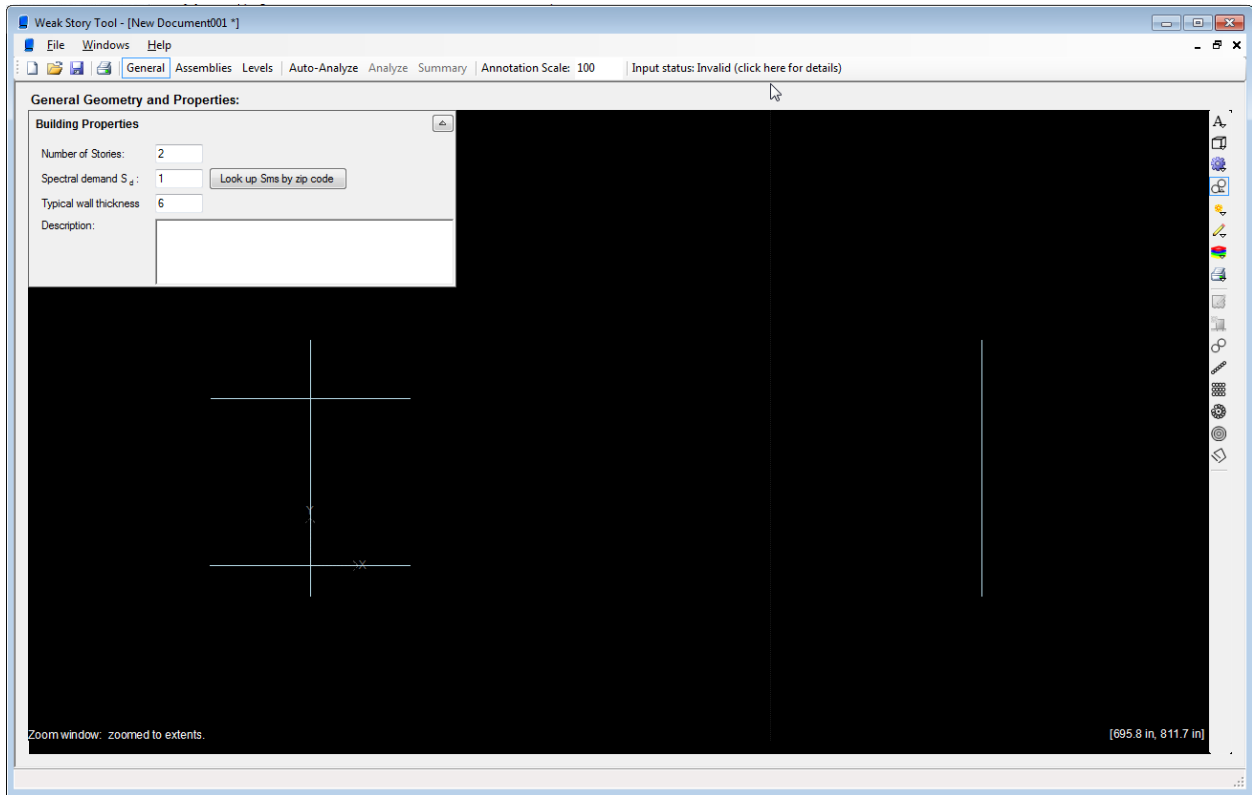 Weak Story Tool - [New Document001 *]
File Windows Help
General Assemblies Levels Auto-Analyze Analyze Summary Annotation Scale: 100 Input status: Invalid (click here for details)
General Geometry and Properties:
Building Properties
Number of Stories: 2
Spectral demand S d : 1 Look up Sms by zip code
Typical wall thickness 6
Description:
A
Y
X
Zoom window: zoomed to extents.
[695.8 in, 811.7 in]